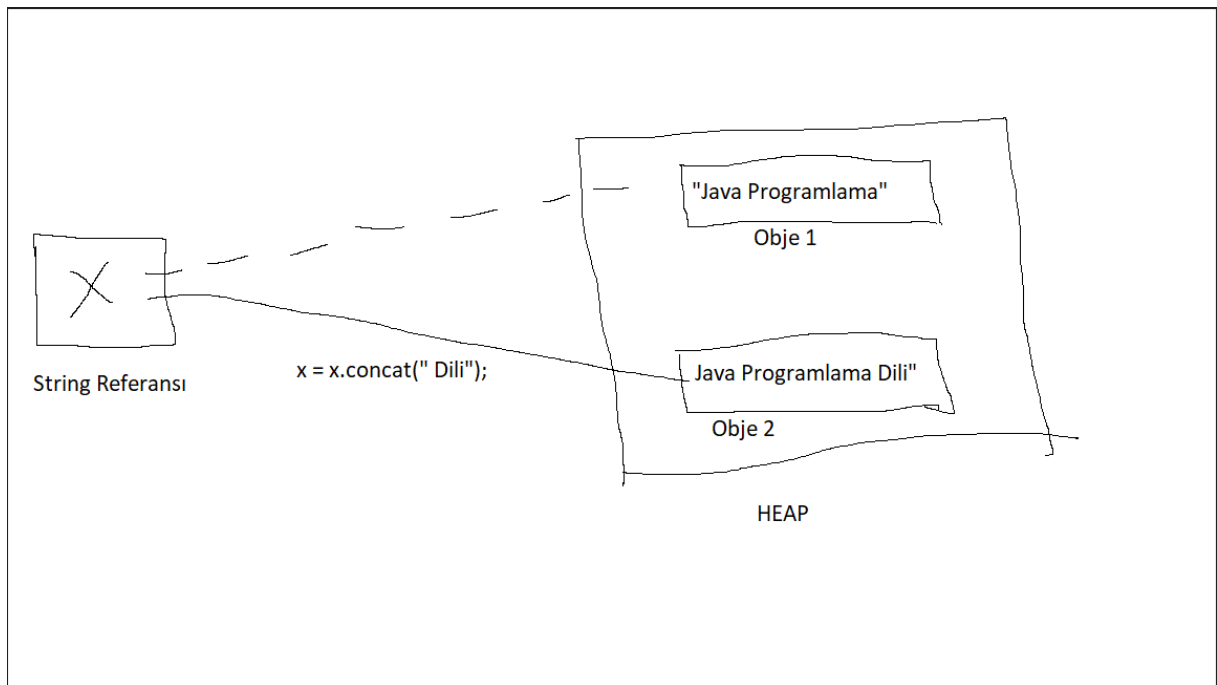 "Java Programlama"
Obje 1
X
String Referansı
x = x.concat(" Dili");
Java Programlama Dili"
Obje 2
HEAP